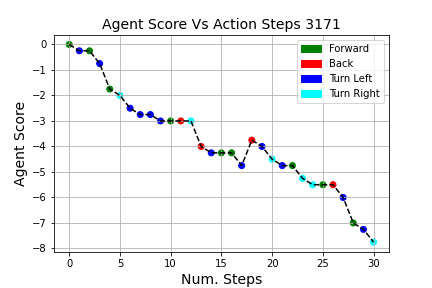 Agent Score Vs Action Steps 3171
Forward
Back
Turn Left
Turn Right
Agent Score
0
−1
−2
−3
−4
−5
−6
−7
−8
0 5 10 15 20 25 30
Num. Steps